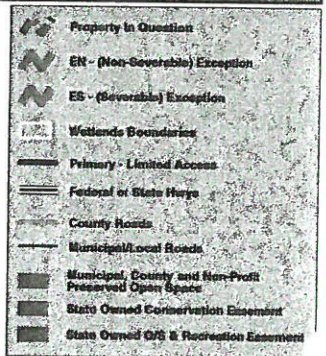 Property In Question
EN - (Non-Severable) Exception
ES - (Severable) Exception
Wetlands Boundaries
Primary - Limited Access
Federal or State Hwys
County Roads
Municipal/Local Roads
Municipal, County and Non-Profit
Preserved Open Space
State Owned Conservation Easement
State Owned O/S & Recreation Easement